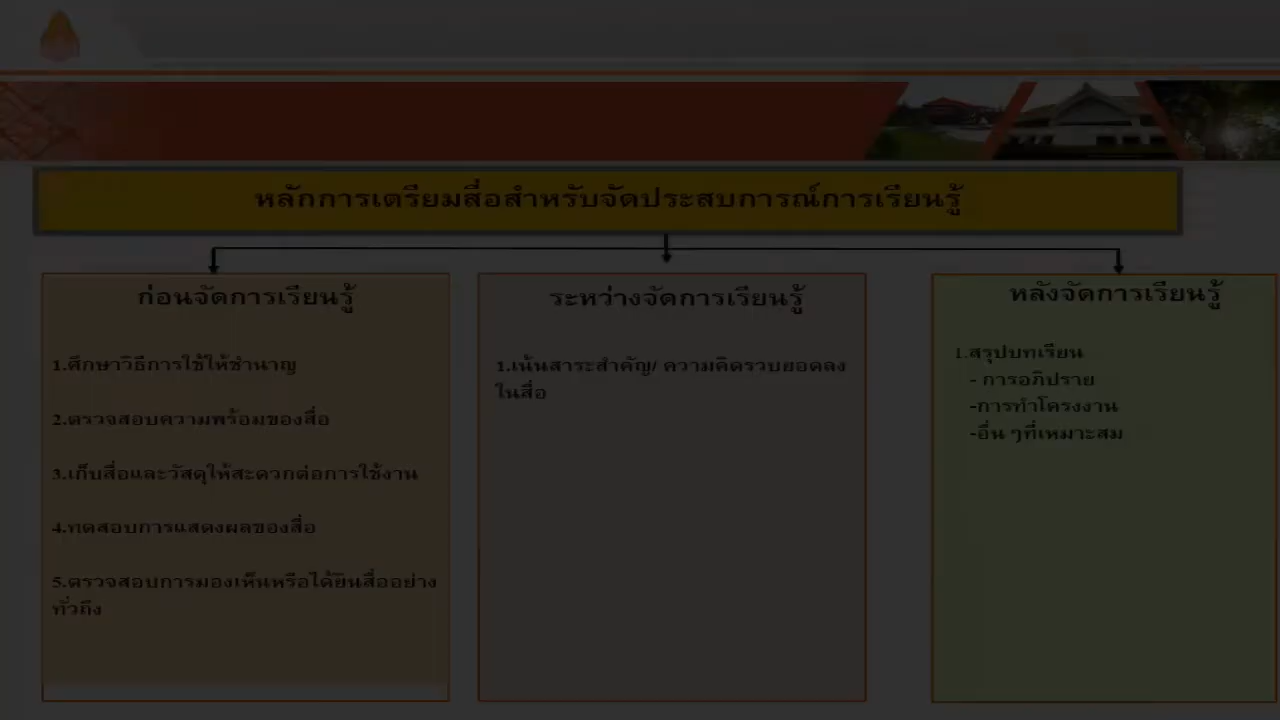 หลักการเตรียมสื่อสำหรับจัดประสบการณ์การเรียนรู้
ก่อนจัดการเรียนรู้
1.ศึกษาวิธีการใช้ให้ชำนาญ
2.ตรวจสอบความพร้อมของสื่อ
3.เก็บสื่อและวัสดุให้สะดวกต่อการใช้งาน
4.ทดสอบการแสดงผลของสื่อ
5.ตรวจสอบการมองเห็นหรือได้ยินสื่ออย่าง
ทั่วถึง
ระหว่างจัดการเรียนรู้
1.เน้นสาระสำคัญ/ ความคิดรวบยอดลง
ในสื่อ
หลังจัดการเรียนรู้
1.สรุปบทเรียน
- การอภิปราย
-การทำโครงงาน
-อื่น ๆที่เหมาะสม